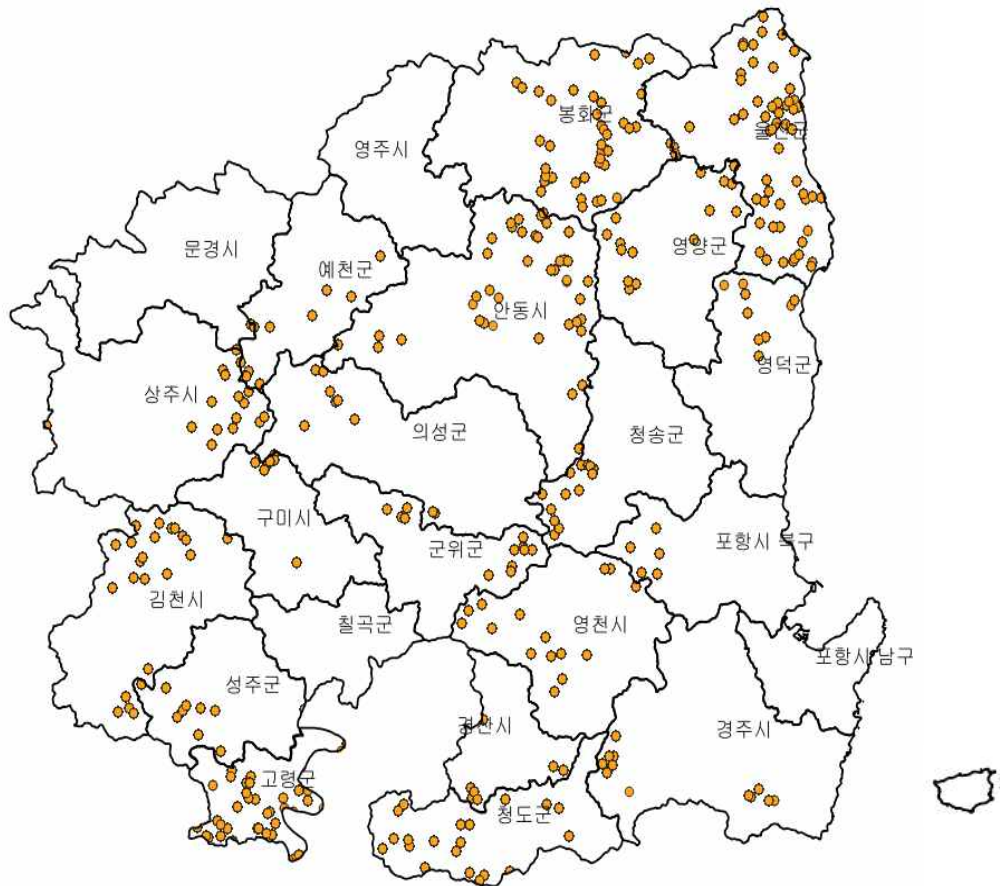 봉화군
울진군
영주시
문경시
예천군
영양군
안동시
영덕군
상주시
의성군
청송군
구미시
군위군
포항시 북구
김천시
칠곡군
영천시
포항시 남구
성주군
경산시
경주시
고령군
청도군